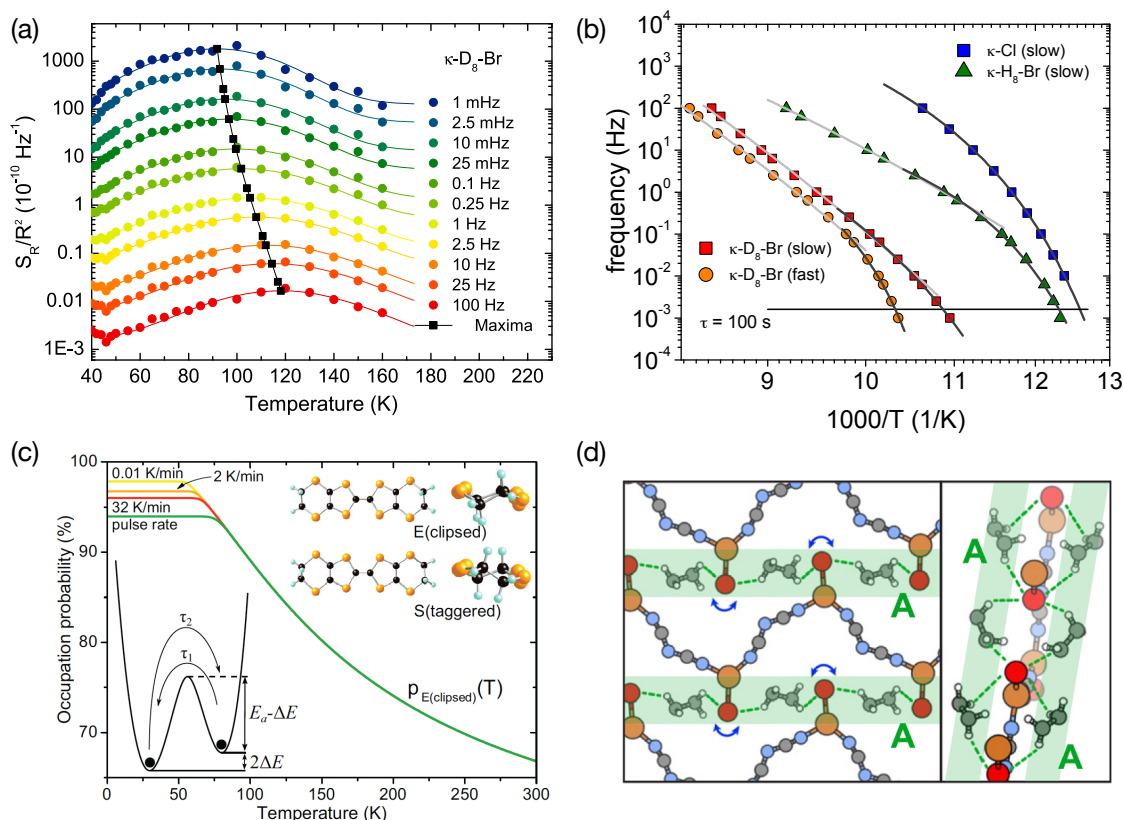 (a)
κ-D₈-Br
1000
100
10
1
0.1
0.01
1E-3
S_R/R² (10⁻¹⁰ Hz⁻¹)
1 mHz
2.5 mHz
10 mHz
25 mHz
0.1 Hz
0.25 Hz
1 Hz
2.5 Hz
10 Hz
25 Hz
100 Hz
Maxima
40 60 80 100 120 140 160 180 200 220
Temperature (K)
(b)
10⁴
10³
10²
10¹
10⁰
10⁻¹
10⁻²
10⁻³
10⁻⁴
frequency (Hz)
κ-Cl (slow)
κ-H₈-Br (slow)
κ-D₈-Br (slow)
κ-D₈-Br (fast)
τ = 100 s
9 10 11 12 13
1000/T (1/K)
(c)
100
95
90
85
80
75
70
Occupation probability (%)
0.01 K/min
2 K/min
32 K/min
pulse rate
E(clipsed)
S(taggered)
τ₂
τ₁
E_a-ΔE
2ΔE
p_E(clipsed)(T)
0 50 100 150 200 250 300
Temperature (K)
(d)
A
A
A
A